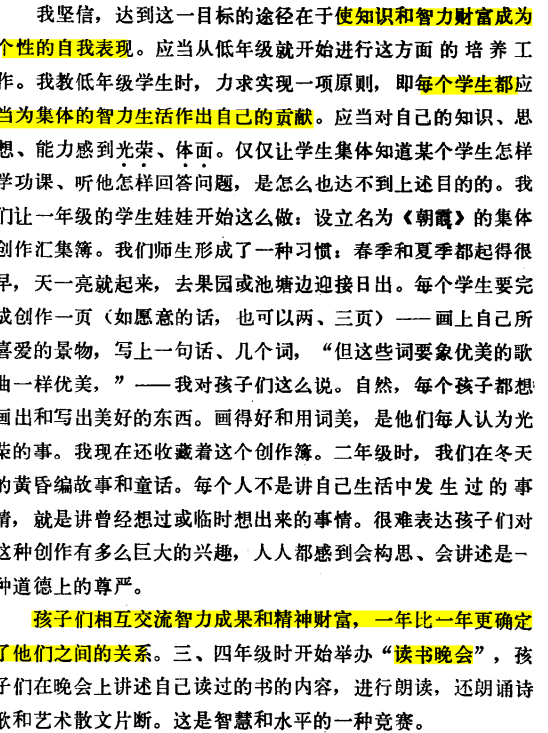 我坚信，达到这一目标的途径在于使知识和智力财富成为
个性的自我表现。应当从低年级就开始进行这方面的培养工
作。我教低年级学生时，力求实现一项原则，即每个学生都应
当为集体的智力生活作出自己的贡献。应当对自己的知识、思
想、能力感到光荣、体面。仅仅让学生集体知道某个学生怎样
学功课、听他怎样回答问题，是怎么也达不到上述目的的。我
们让一年级的学生娃娃开始这么做：设立名为《朝霞》的集体
创作汇集簿。我们师生形成了一种习惯：春季和夏季都起得很
早，天一亮就起来，去果园或池塘边迎接日出。每个学生要完
成创作一页（如愿意的话，也可以两、三页）——画上自己所
喜爱的景物，写上一句话、几个词，“但这些词要象优美的歌
曲一样优美，”——我对孩子们这么说。自然，每个孩子都想
画出和写出美好的东西。画得好和用词美，是他们每人认为光
荣的事。我现在还收藏着这个创作簿。二年级时，我们在冬天
的黄昏编故事和童话。每个人不是讲自己生活中发生过的事
情，就是讲曾经想过或临时想出来的事情。很难表达孩子们对
这种创作有多么巨大的兴趣，人人都感到会构思、会讲述是一
种道德上的尊严。
孩子们相互交流智力成果和精神财富，一年比一年更确定
了他们之间的关系。三、四年级时开始举办“读书晚会”，孩
子们在晚会上讲述自己读过的书的内容，进行朗读，还朗诵诗
歌和艺术散文片断。这是智慧和水平的一种竞赛。